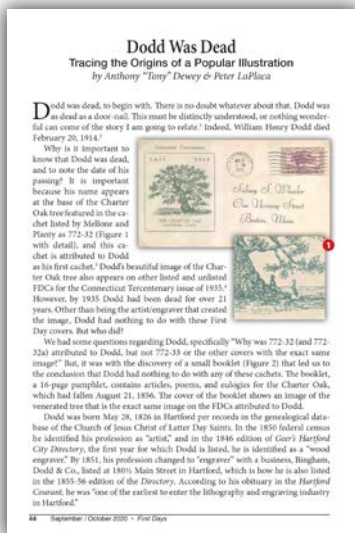 Dodd Was Dead
Tracing the Origins of a Popular Illustration
by Anthony "Tony" Dewey & Peter LaPlaca
Dodd was dead, to begin with. There is no doubt whatever about that. Dodd was
as dead as a door-nail. This must be distinctly understood, or nothing wonder-
ful can come of the story I am going to relate.¹ Indeed, William Henry Dodd died
February 20, 1914.²
Why is it important to
know that Dodd was dead,
and to note the date of his
passing? It is important
because his name appears
at the base of the Charter
Oak tree featured in the ca-
chet listed by Mellone and
Planty as 772-32 (Figure 1
with detail), and this ca-
chet is attributed to Dodd
as his first cachet.³ Dodd's beautiful image of the Char-
ter Oak tree also appears on other listed and unlisted
FDCs for the Connecticut Tercentenary issue of 1935.⁴
However, by 1935 Dodd had been dead for over 21
years. Other than being the artist/engraver that created
the image, Dodd had nothing to do with these First
Day covers. But who did?
Connecticut Tercentenary
1635 1935
THE CHARTER OAK
Boston, Mass.
1
We had some questions regarding Dodd, specifically "Why was 772-32 (and 772-
32a) attributed to Dodd, but not 772-33 or the other covers with the exact same
image?" But, it was with the discovery of a small booklet (Figure 2) that led us to
the conclusion that Dodd had nothing to do with any of these cachets. The booklet,
a 16-page pamphlet, contains articles, poems, and eulogies for the Charter Oak,
which had fallen August 21, 1856. The cover of the booklet shows an image of the
venerated tree that is the exact same image on the FDCs attributed to Dodd.
Dodd was born May 28, 1826 in Hartford per records in the genealogical data-
base of the Church of Jesus Christ of Latter Day Saints. In the 1850 federal census
he identified his profession as "artist," and in the 1846 edition of Geer's Hartford
City Directory, the first year for which Dodd is listed, he is identified as a "wood
engraver." By 1851, his profession changed to "engraver" with a business, Bingham,
Dodd & Co., listed at 180½ Main Street in Hartford, which is how he is also listed
in the 1855-56 edition of the Directory. According to his obituary in the Hartford
Courant, he was "one of the earliest to enter the lithography and engraving industry
in Hartford."
44 September / October 2020 • First Days